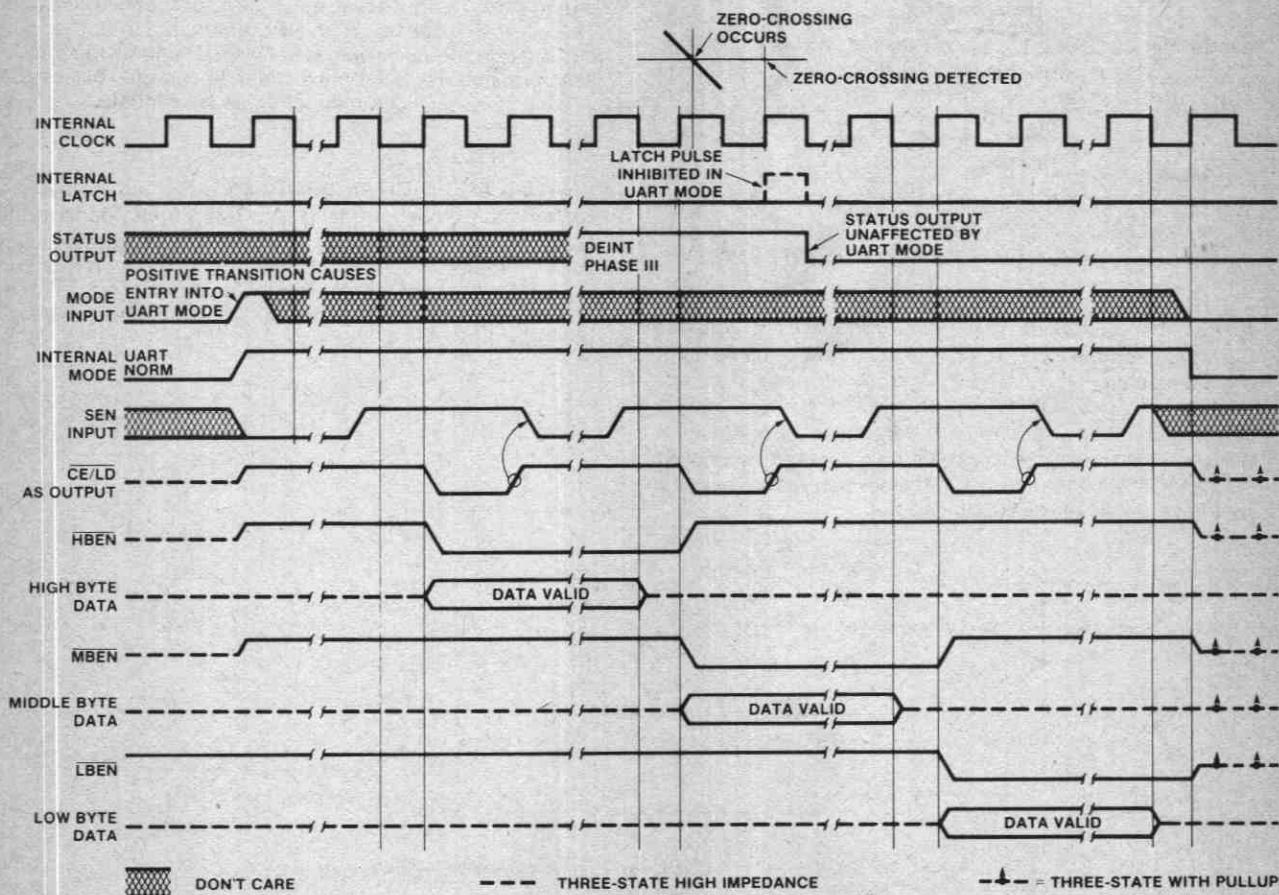 ZERO-CROSSING
OCCURS
ZERO-CROSSING DETECTED
INTERNAL
CLOCK
LATCH PULSE
INHIBITED IN
UART MODE
INTERNAL
LATCH
STATUS OUTPUT
UNAFFECTED BY
UART MODE
STATUS
OUTPUT
DEINT
PHASE III
POSITIVE TRANSITION CAUSES
ENTRY INTO
UART MODE
MODE
INPUT
INTERNAL
MODE
UART
NORM
SEN
INPUT
CE/LD
AS OUTPUT
HBEN
HIGH BYTE
DATA
DATA VALID
MBEN
MIDDLE BYTE
DATA
DATA VALID
LBEN
LOW BYTE
DATA
DATA VALID
DON'T CARE
THREE-STATE HIGH IMPEDANCE
= THREE-STATE WITH PULLUP